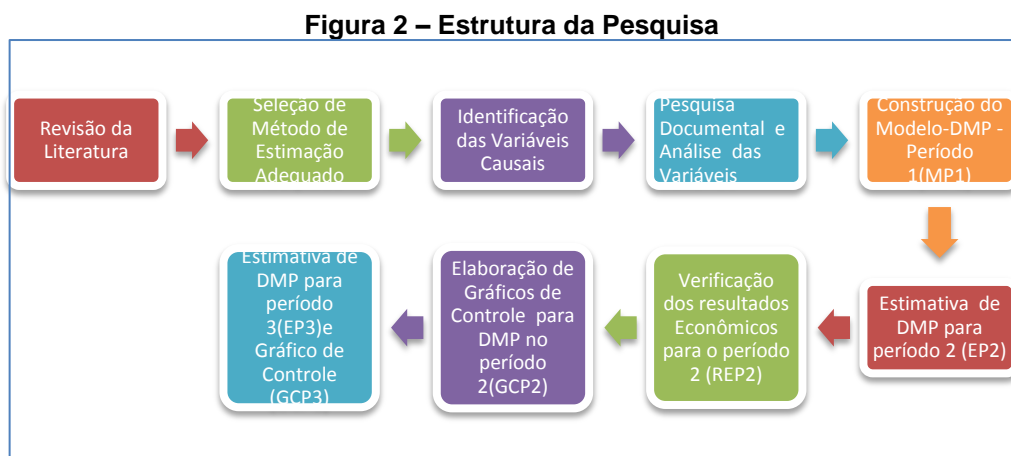 Figura 2 – Estrutura da Pesquisa
Revisão da
Literatura
Seleção de
Método de
Estimação
Adequado
Identificação
das Variáveis
Causais
Pesquisa
Documental e
Análise das
Variáveis
Construção do
Modelo-DMP -
Período
1(MP1)
Estimativa de
DMP para
período 2 (EP2)
Verificação
dos resultados
Econômicos
para o período
2 (REP2)
Elaboração de
Gráficos de
Controle para
DMP no
período
2(GCP2)
Estimativa de
DMP para
período
3(EP3)e
Gráfico de
Controle
(GCP3)